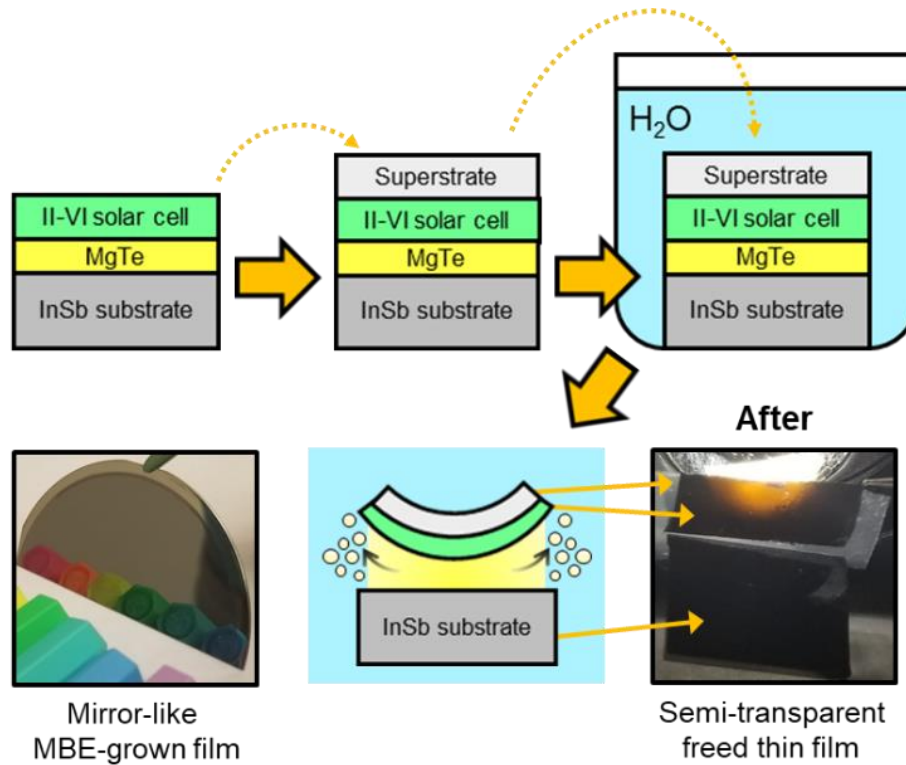 II-VI solar cell
MgTe
InSb substrate
Superstrate
II-VI solar cell
MgTe
InSb substrate
H₂O
Superstrate
II-VI solar cell
MgTe
InSb substrate
After
InSb substrate
Mirror-like
MBE-grown film
Semi-transparent
freed thin film